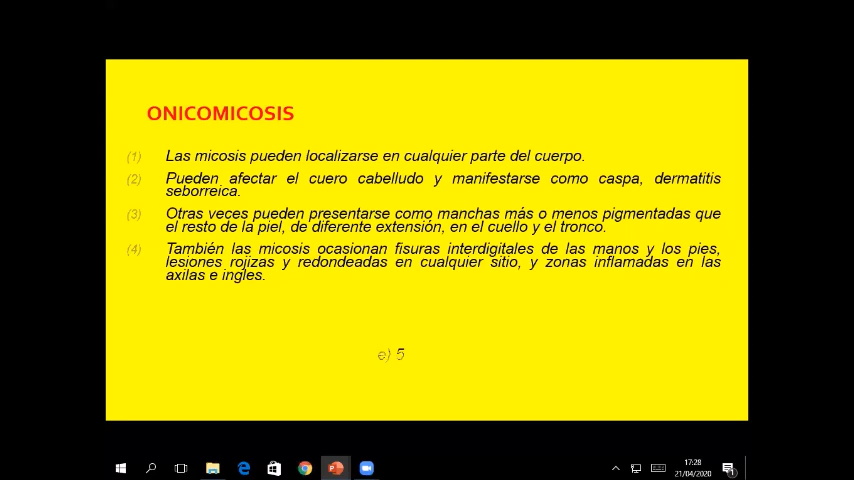 ONICOMICOSIS
(1) Las micosis pueden localizarse en cualquier parte del cuerpo.
(2) Pueden afectar el cuero cabelludo y manifestarse como caspa, dermatitis
seborreica.
(3) Otras veces pueden presentarse como manchas más o menos pigmentadas que
el resto de la piel, de diferente extensión, en el cuello y el tronco.
(4) También las micosis ocasionan fisuras interdigitales de las manos y los pies,
lesiones rojizas y redondeadas en cualquier sitio, y zonas inflamadas en las
axilas e ingles.
e) 5
17:28
21/04/2020